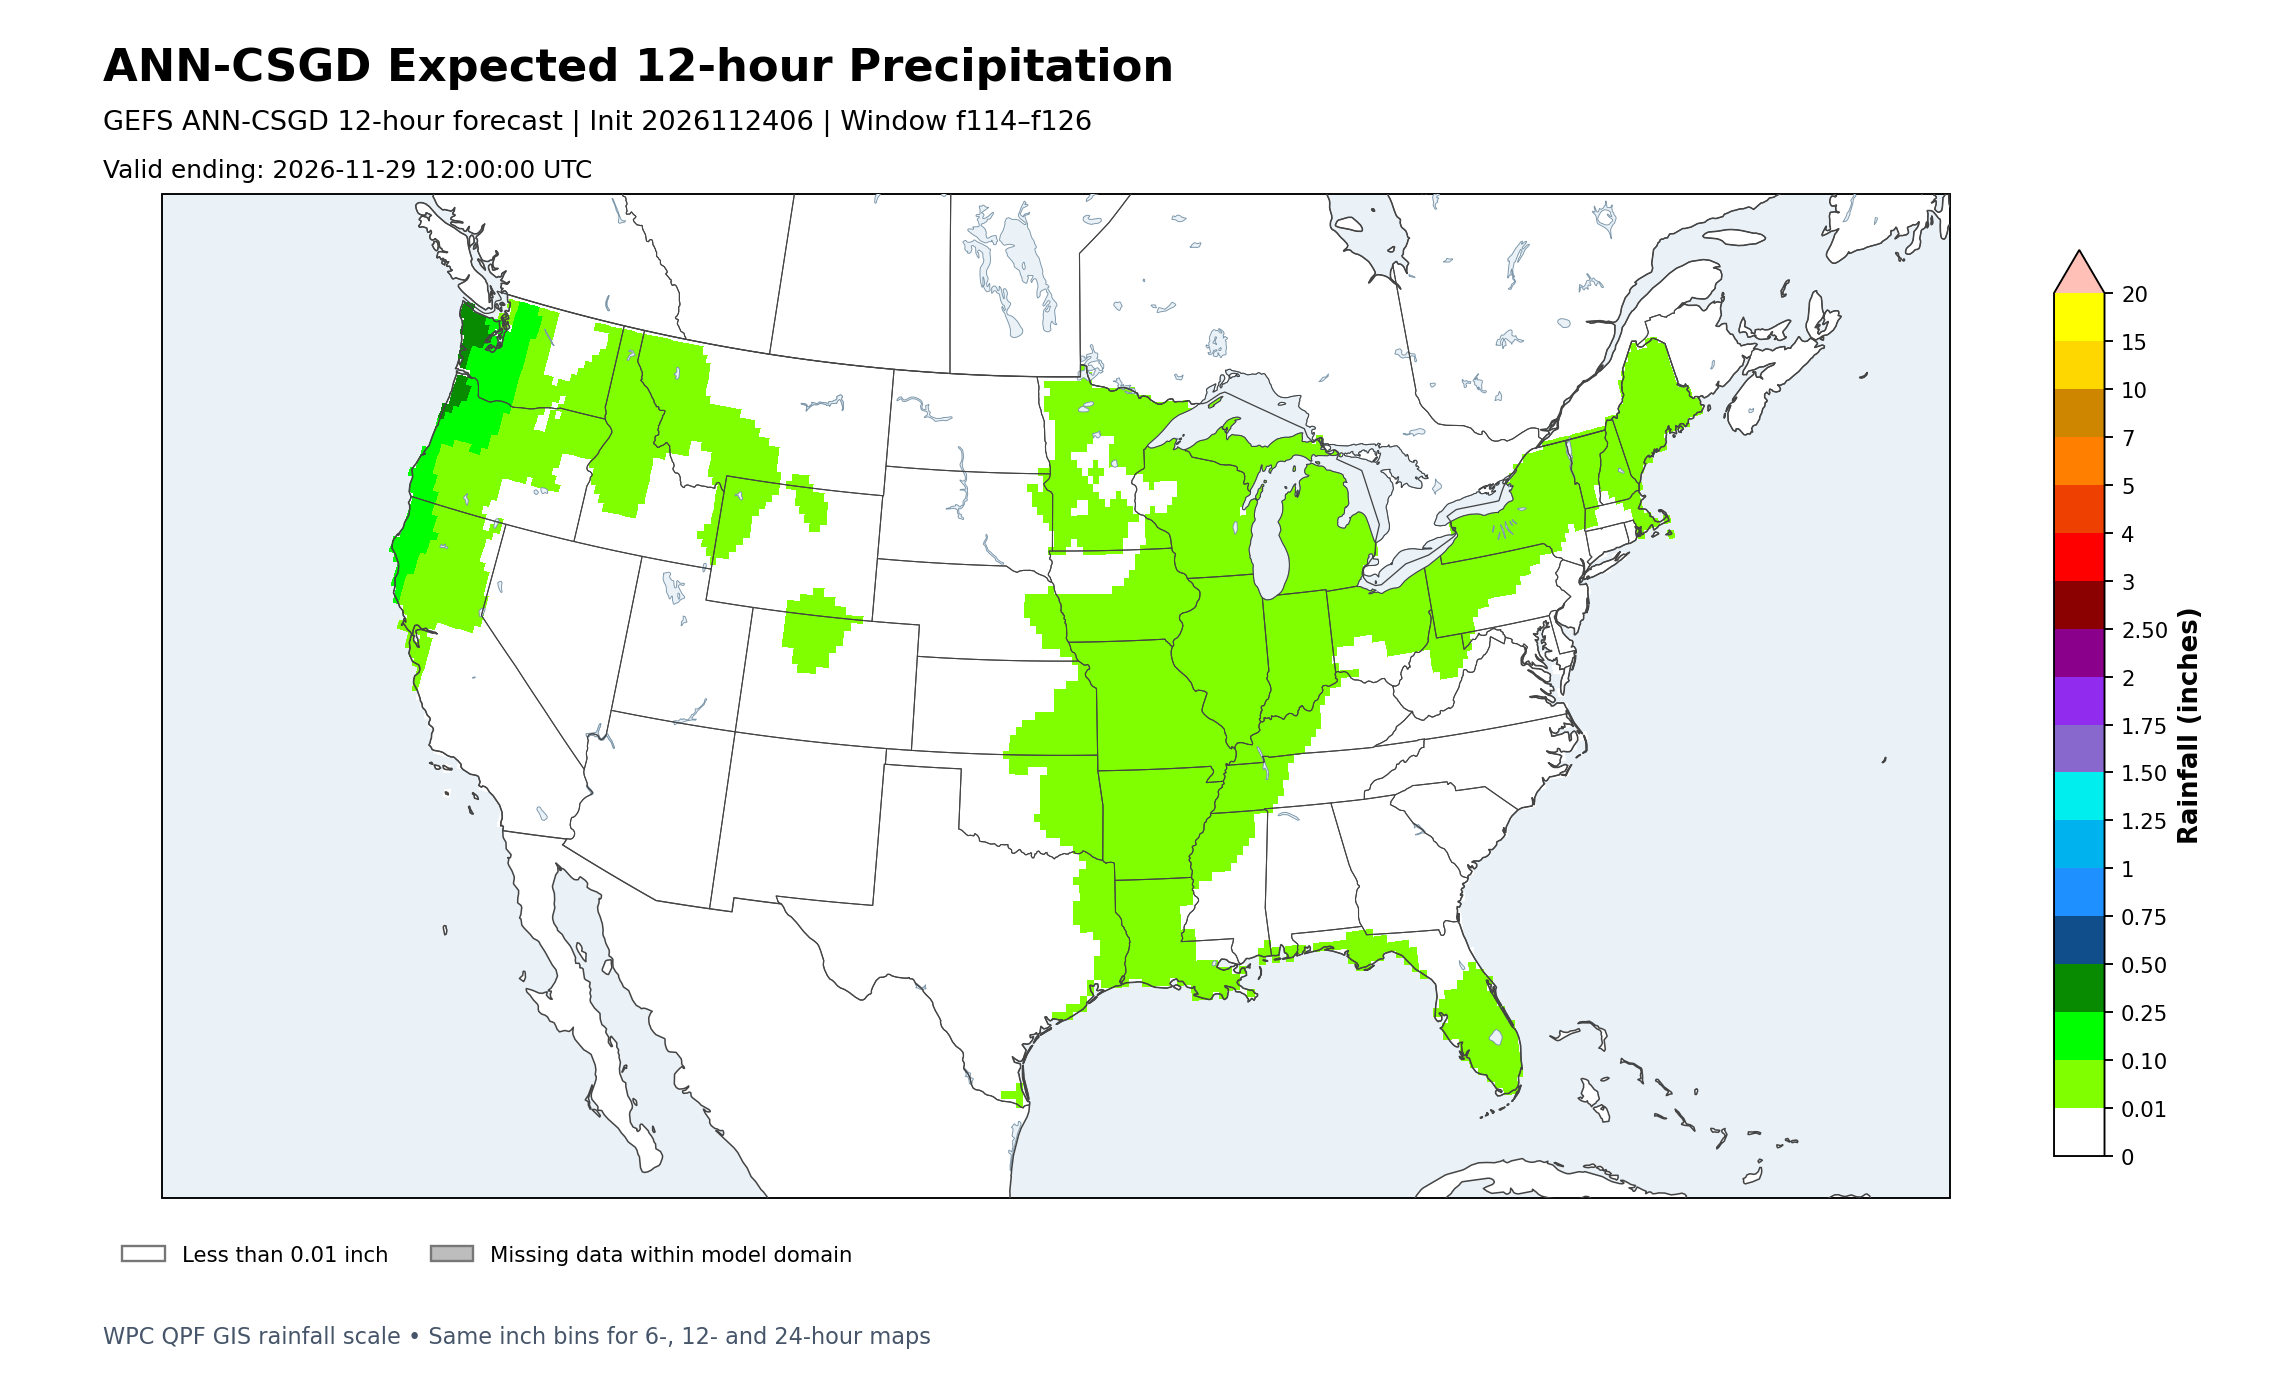 ANN-CSGD Expected 12-hour Precipitation
GEFS ANN-CSGD 12-hour forecast | Init 2026112406 | Window f114–f126
Valid ending: 2026-11-29 12:00:00 UTC
20
15
10
7
5
4
3
2.50
2
1.75
1.50
1.25
1
0.75
0.50
0.25
0.10
0.01
0
Rainfall (inches)
Less than 0.01 inch
Missing data within model domain
WPC QPF GIS rainfall scale • Same inch bins for 6-, 12- and 24-hour maps